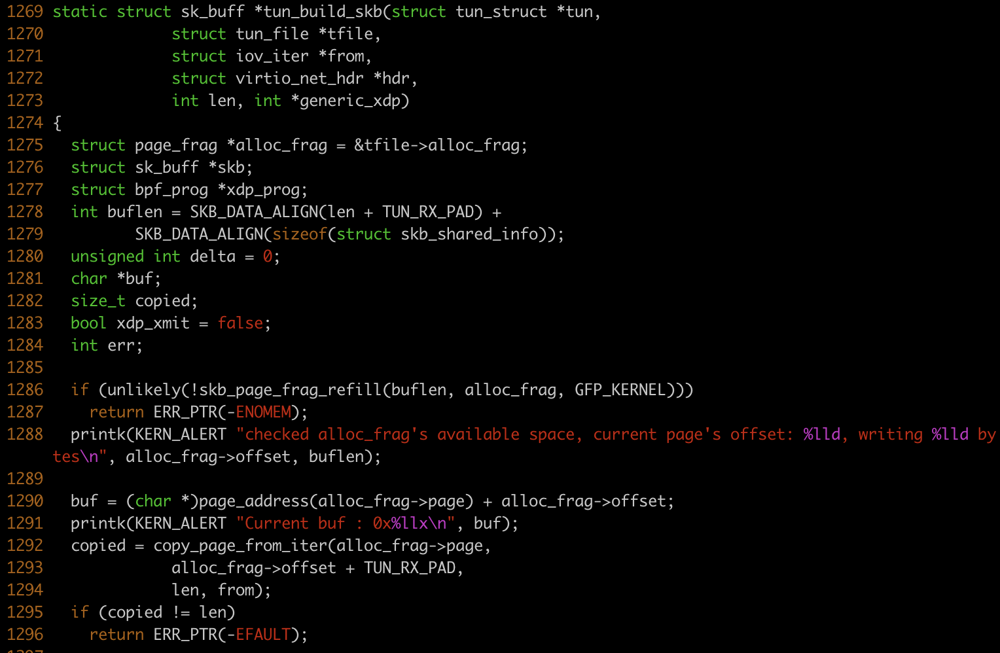 1269 static struct sk_buff *tun_build_skb(struct tun_struct *tun,
1270              struct tun_file *tfile,
1271              struct iov_iter *from,
1272              struct virtio_net_hdr *hdr,
1273              int len, int *generic_xdp)
1274 {
1275   struct page_frag *alloc_frag = &tfile->alloc_frag;
1276   struct sk_buff *skb;
1277   struct bpf_prog *xdp_prog;
1278   int buflen = SKB_DATA_ALIGN(len + TUN_RX_PAD) +
1279          SKB_DATA_ALIGN(sizeof(struct skb_shared_info));
1280   unsigned int delta = 0;
1281   char *buf;
1282   size_t copied;
1283   bool xdp_xmit = false;
1284   int err;
1285
1286   if (unlikely(!skb_page_frag_refill(buflen, alloc_frag, GFP_KERNEL)))
1287     return ERR_PTR(-ENOMEM);
1288   printk(KERN_ALERT "checked alloc_frag's available space, current page's offset: %lld, writing %lld by
     tes\n", alloc_frag->offset, buflen);
1289
1290   buf = (char *)page_address(alloc_frag->page) + alloc_frag->offset;
1291   printk(KERN_ALERT "Current buf : 0x%llx\n", buf);
1292   copied = copy_page_from_iter(alloc_frag->page,
1293              alloc_frag->offset + TUN_RX_PAD,
1294              len, from);
1295   if (copied != len)
1296     return ERR_PTR(-EFAULT);